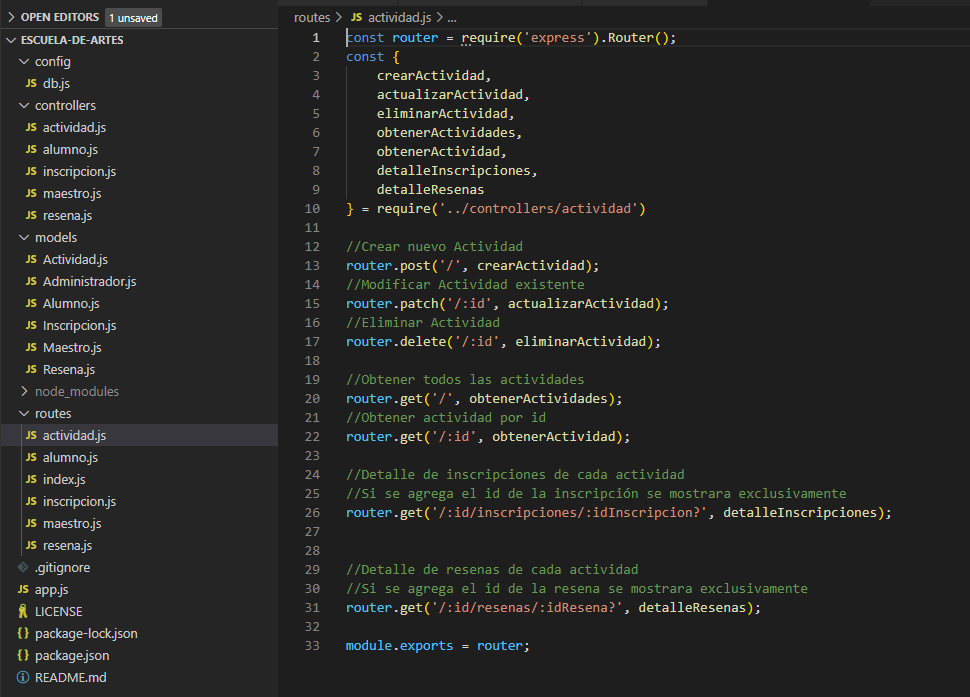 OPEN EDITORS 1 unsaved
ESCUELA-DE-ARTES
config
JS db.js
controllers
JS actividad.js
JS alumno.js
JS inscripcion.js
JS maestro.js
JS resena.js
models
JS Actividad.js
JS Administrador.js
JS Alumno.js
JS Inscripcion.js
JS Maestro.js
JS Resena.js
node_modules
routes
JS actividad.js
JS alumno.js
JS index.js
JS inscripcion.js
JS maestro.js
JS resena.js
.gitignore
JS app.js
LICENSE
{} package-lock.json
{} package.json
README.md
routes > JS actividad.js > ...
1 const router = require('express').Router();
2 const {
3     crearActividad,
4     actualizarActividad,
5     eliminarActividad,
6     obtenerActividades,
7     obtenerActividad,
8     detalleInscripciones,
9     detalleResenas
10 } = require('../controllers/actividad')
11
12 //Crear nuevo Actividad
13 router.post('/', crearActividad);
14 //Modificar Actividad existente
15 router.patch('/:id', actualizarActividad);
16 //Eliminar Actividad
17 router.delete('/:id', eliminarActividad);
18
19 //Obtener todos las actividades
20 router.get('/', obtenerActividades);
21 //Obtener actividad por id
22 router.get('/:id', obtenerActividad);
23
24 //Detalle de inscripciones de cada actividad
25 //Si se agrega el id de la inscripción se mostrara exclusivamente
26 router.get('/:id/inscripciones/:idInscripcion?', detalleInscripciones);
27
28
29 //Detalle de resenas de cada actividad
30 //Si se agrega el id de la resena se mostrara exclusivamente
31 router.get('/:id/resenas/:idResena?', detalleResenas);
32
33 module.exports = router;